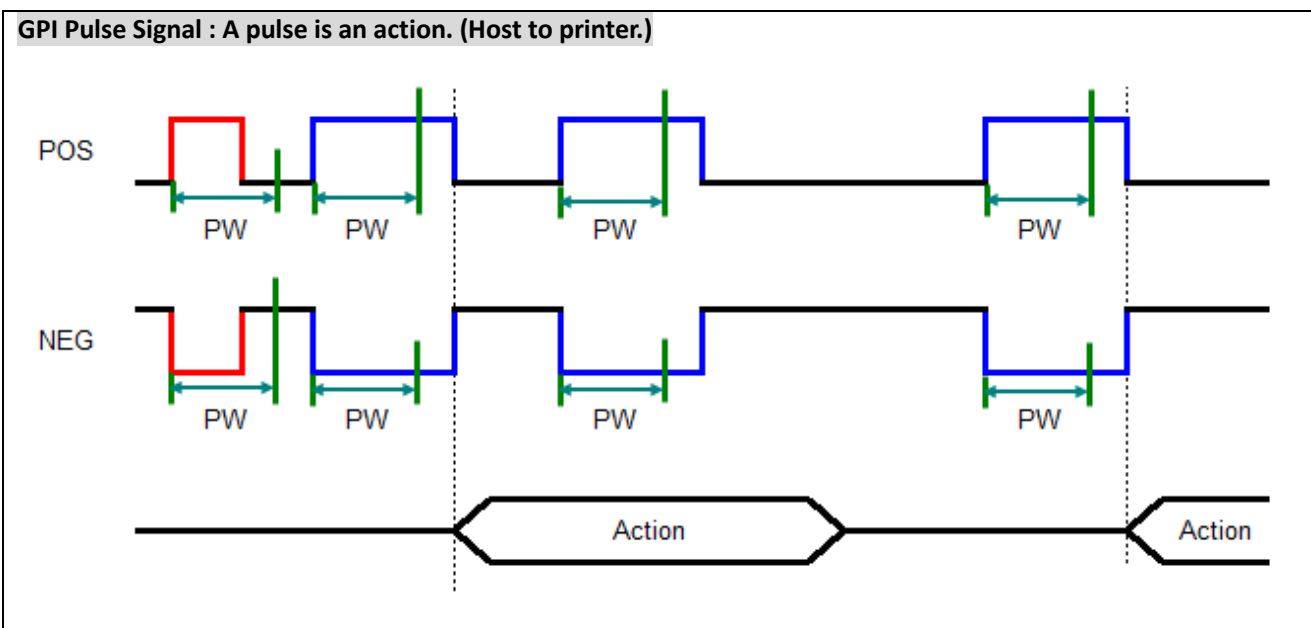 GPI Pulse Signal : A pulse is an action. (Host to printer.)
POS
PW PW PW PW
NEG
PW PW PW PW
Action Action